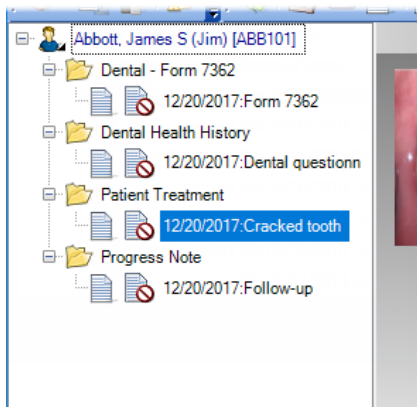 Abbott, James S (Jim) [ABB101]
Dental - Form 7362
12/20/2017:Form 7362
Dental Health History
12/20/2017:Dental questionn
Patient Treatment
12/20/2017:Cracked tooth
Progress Note
12/20/2017:Follow-up